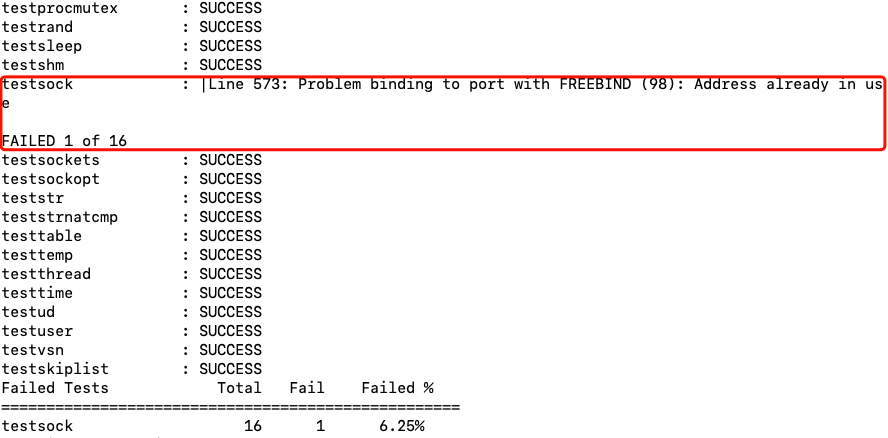 testprocmutex       : SUCCESS
testrand            : SUCCESS
testsleep           : SUCCESS
testshm             : SUCCESS
testsock            : |Line 573: Problem binding to port with FREEBIND (98): Address already in us
e
FAILED 1 of 16
testsockets         : SUCCESS
testsockopt         : SUCCESS
teststr             : SUCCESS
teststrnatcmp       : SUCCESS
testtable           : SUCCESS
testtemp            : SUCCESS
testthread          : SUCCESS
testtime            : SUCCESS
testud              : SUCCESS
testuser            : SUCCESS
testvsn             : SUCCESS
testskiplist        : SUCCESS
Failed Tests            Total   Fail    Failed %
===================================================
testsock                   16      1      6.25%